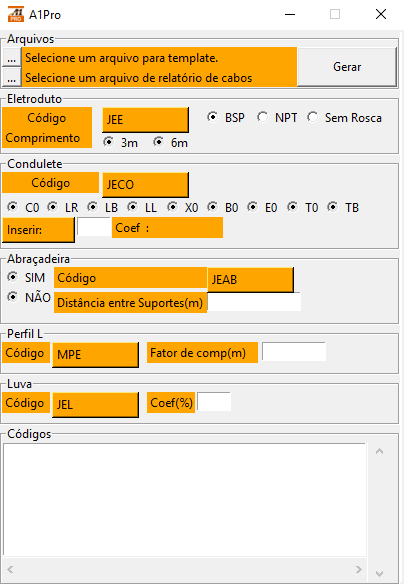 A1Pro
Arquivos
... Selecione um arquivo para template.
... Selecione um arquivo de relatório de cabos
Gerar
Eletroduto
Código JEE BSP NPT Sem Rosca
Comprimento 3m 6m
Condulete
Código JECO
C0 LR LB LL X0 B0 E0 T0 TB
Inserir: Coef :
Abraçadeira
SIM Código JEAB
NÃO Distância entre Suportes(m)
Perfil L
Código MPE Fator de comp(m)
Luva
Código JEL Coef(%)
Códigos